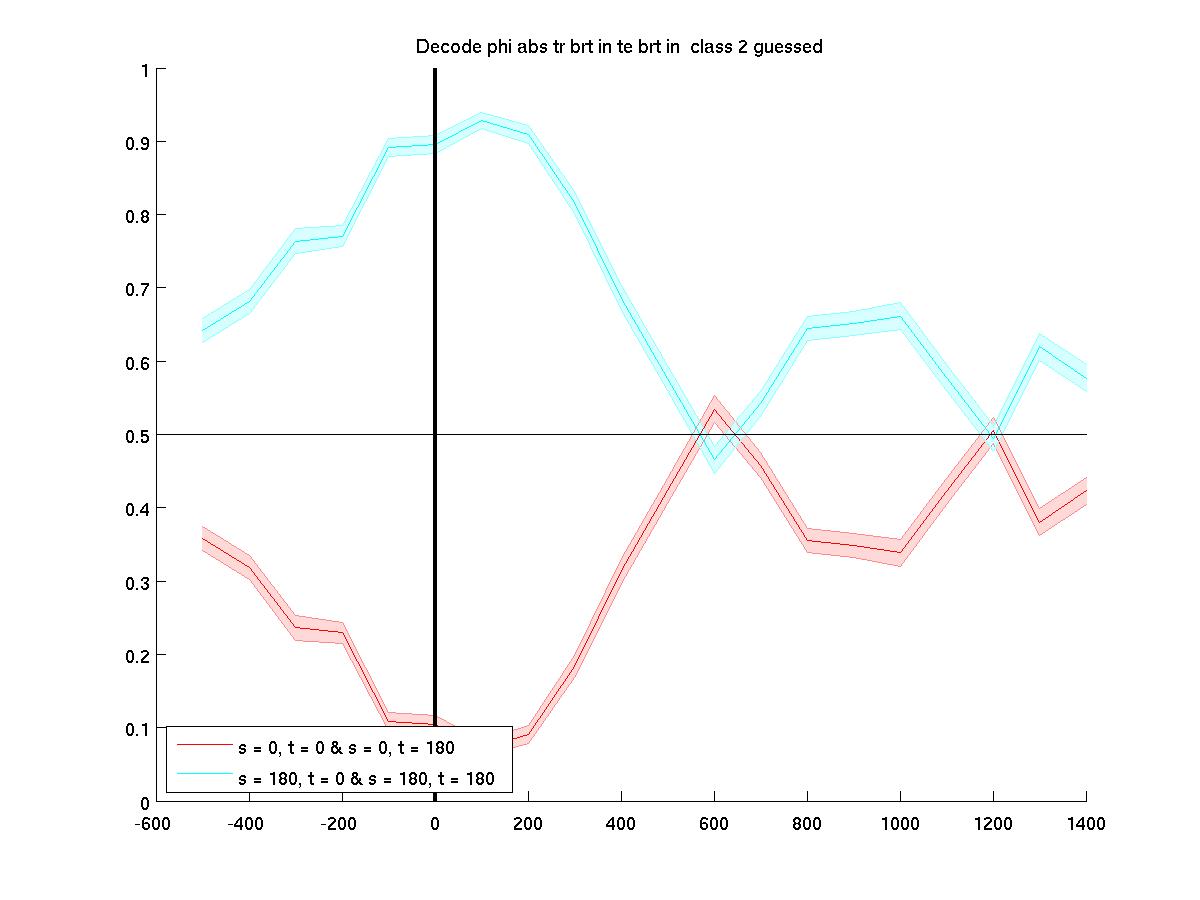 Decode phi abs tr brt in te brt in  class 2 guessed
1
0.9
0.8
0.7
0.6
0.5
0.4
0.3
0.2
0.1
0
s = 0, t = 0 & s = 0, t = 180
s = 180, t = 0 & s = 180, t = 180
-600 -400 -200 0 200 400 600 800 1000 1200 1400